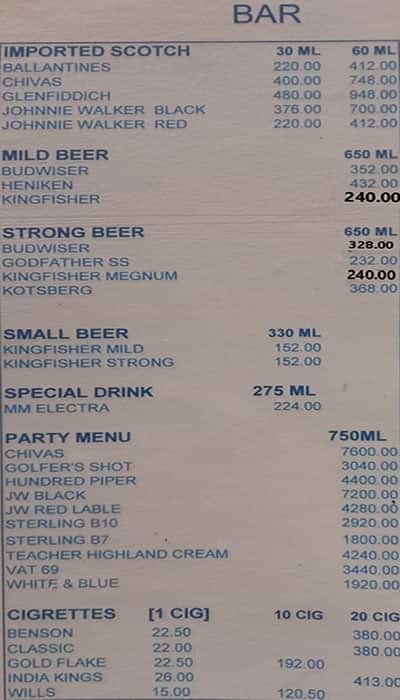 BAR
IMPORTED SCOTCH 30 ML 60 ML
BALLANTINES 220.00 412.00
CHIVAS 400.00 748.00
GLENFIDDICH 480.00 948.00
JOHNNIE WALKER BLACK 376.00 700.00
JOHNNIE WALKER RED 220.00 412.00
MILD BEER 650 ML
BUDWISER 352.00
HENIKEN 432.00
KINGFISHER 240.00
STRONG BEER 650 ML
BUDWISER 328.00
GODFATHER SS 232.00
KINGFISHER MEGNUM 240.00
KOTSBERG 368.00
SMALL BEER 330 ML
KINGFISHER MILD 152.00
KINGFISHER STRONG 152.00
SPECIAL DRINK 275 ML
MM ELECTRA 224.00
PARTY MENU 750ML
CHIVAS 7600.00
GOLFER'S SHOT 3040.00
HUNDRED PIPER 4400.00
JW BLACK 7200.00
JW RED LABLE 4280.00
STERLING B10 2920.00
STERLING B7 1800.00
TEACHER HIGHLAND CREAM 4240.00
VAT 69 3440.00
WHITE & BLUE 1920.00
CIGRETTES [1 CIG] 10 CIG 20 CIG
BENSON 22.50 380.00
CLASSIC 22.00 380.00
GOLD FLAKE 22.50 192.00
INDIA KINGS 26.00 413.00
WILLS 15.00 120.50